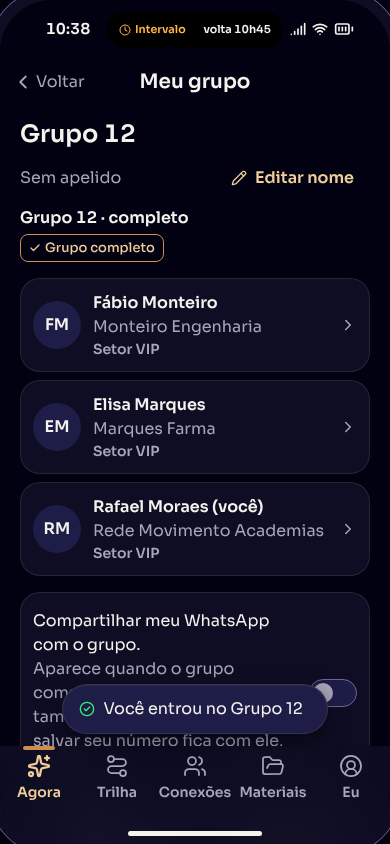 10:38
Intervalo volta 10h45
Voltar
Meu grupo
Grupo 12
Sem apelido
Editar nome
Grupo 12 · completo
Grupo completo
FM
Fábio Monteiro
Monteiro Engenharia
Setor VIP
EM
Elisa Marques
Marques Farma
Setor VIP
RM
Rafael Moraes (você)
Rede Movimento Academias
Setor VIP
Compartilhar meu WhatsApp
com o grupo.
Aparece quando o grupo
Você entrou no Grupo 12
salvar seu número fica com ele.
Agora
Trilha
Conexões
Materiais
Eu